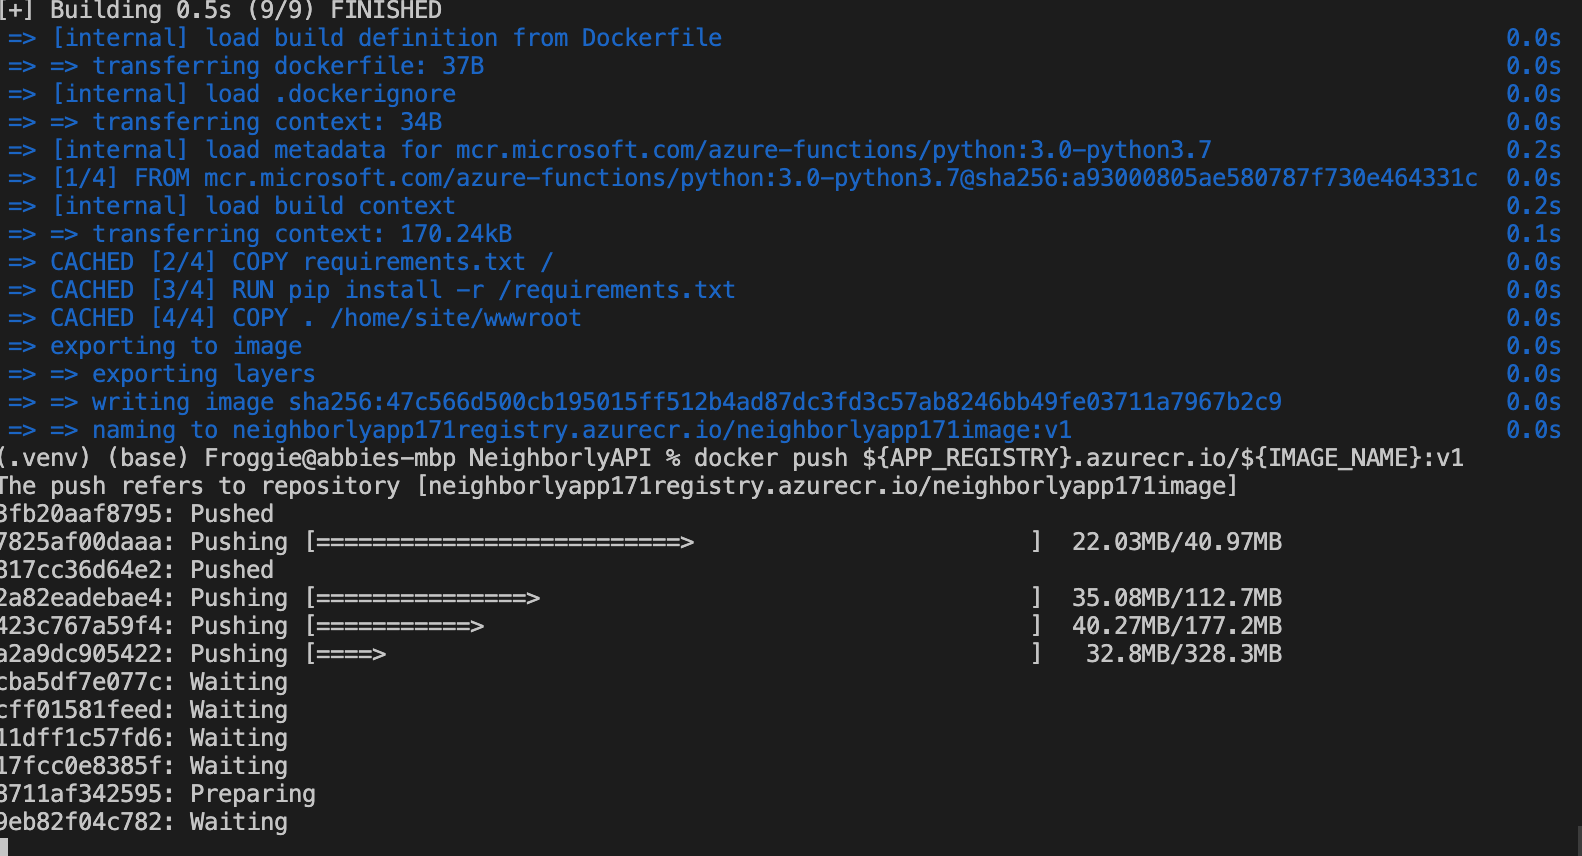 [+] Building 0.5s (9/9) FINISHED
=> [internal] load build definition from Dockerfile 0.0s
=> => transferring dockerfile: 37B 0.0s
=> [internal] load .dockerignore 0.0s
=> => transferring context: 34B 0.0s
=> [internal] load metadata for mcr.microsoft.com/azure-functions/python:3.0-python3.7 0.2s
=> [1/4] FROM mcr.microsoft.com/azure-functions/python:3.0-python3.7@sha256:a93000805ae580787f730e464331c 0.0s
=> [internal] load build context 0.2s
=> => transferring context: 170.24kB 0.1s
=> CACHED [2/4] COPY requirements.txt / 0.0s
=> CACHED [3/4] RUN pip install -r /requirements.txt 0.0s
=> CACHED [4/4] COPY . /home/site/wwwroot 0.0s
=> exporting to image 0.0s
=> => exporting layers 0.0s
=> => writing image sha256:47c566d500cb195015ff512b4ad87dc3fd3c57ab8246bb49fe03711a7967b2c9 0.0s
=> => naming to neighborlyapp171registry.azurecr.io/neighborlyapp171image:v1 0.0s
(.venv) (base) Froggie@abbies-mbp NeighborlyAPI % docker push ${APP_REGISTRY}.azurecr.io/${IMAGE_NAME}:v1
The push refers to repository [neighborlyapp171registry.azurecr.io/neighborlyapp171image]
3fb20aaf8795: Pushed
7825af00daaa: Pushing [==========================>                        ] 22.03MB/40.97MB
817cc36d64e2: Pushed
2a82eadebae4: Pushing [===============>                                   ] 35.08MB/112.7MB
423c767a59f4: Pushing [===========>                                       ] 40.27MB/177.2MB
a2a9dc905422: Pushing [====>                                              ] 32.8MB/328.3MB
cba5df7e077c: Waiting
cff01581feed: Waiting
11dff1c57fd6: Waiting
17fcc0e8385f: Waiting
8711af342595: Preparing
9eb82f04c782: Waiting